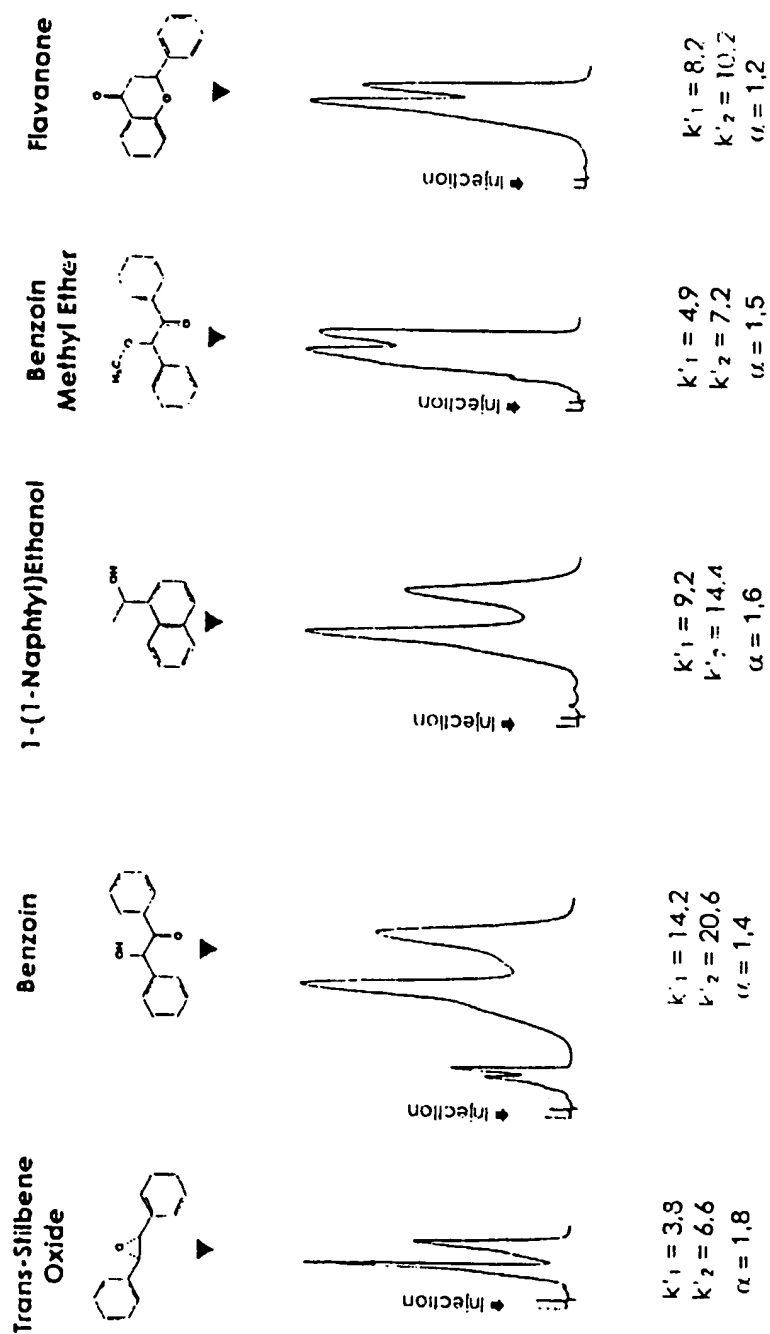 Trans-Stilbene
Oxide
O
Injection
k'1 = 3,8
k'2 = 6,6
α = 1,8
Benzoin
OH
O
Injection
k'1 = 14,2
k'2 = 20,6
α = 1,4
1-(1-Naphtyl)Ethanol
OH
Injection
k'1 = 9,2
k'2 = 14,4
α = 1,6
Benzoin
Methyl Ether
H₃C
O
O
Injection
k'1 = 4,9
k'2 = 7,2
α = 1,5
Flavanone
O
O
Injection
k'1 = 8,2
k'2 = 10,2
α = 1,2